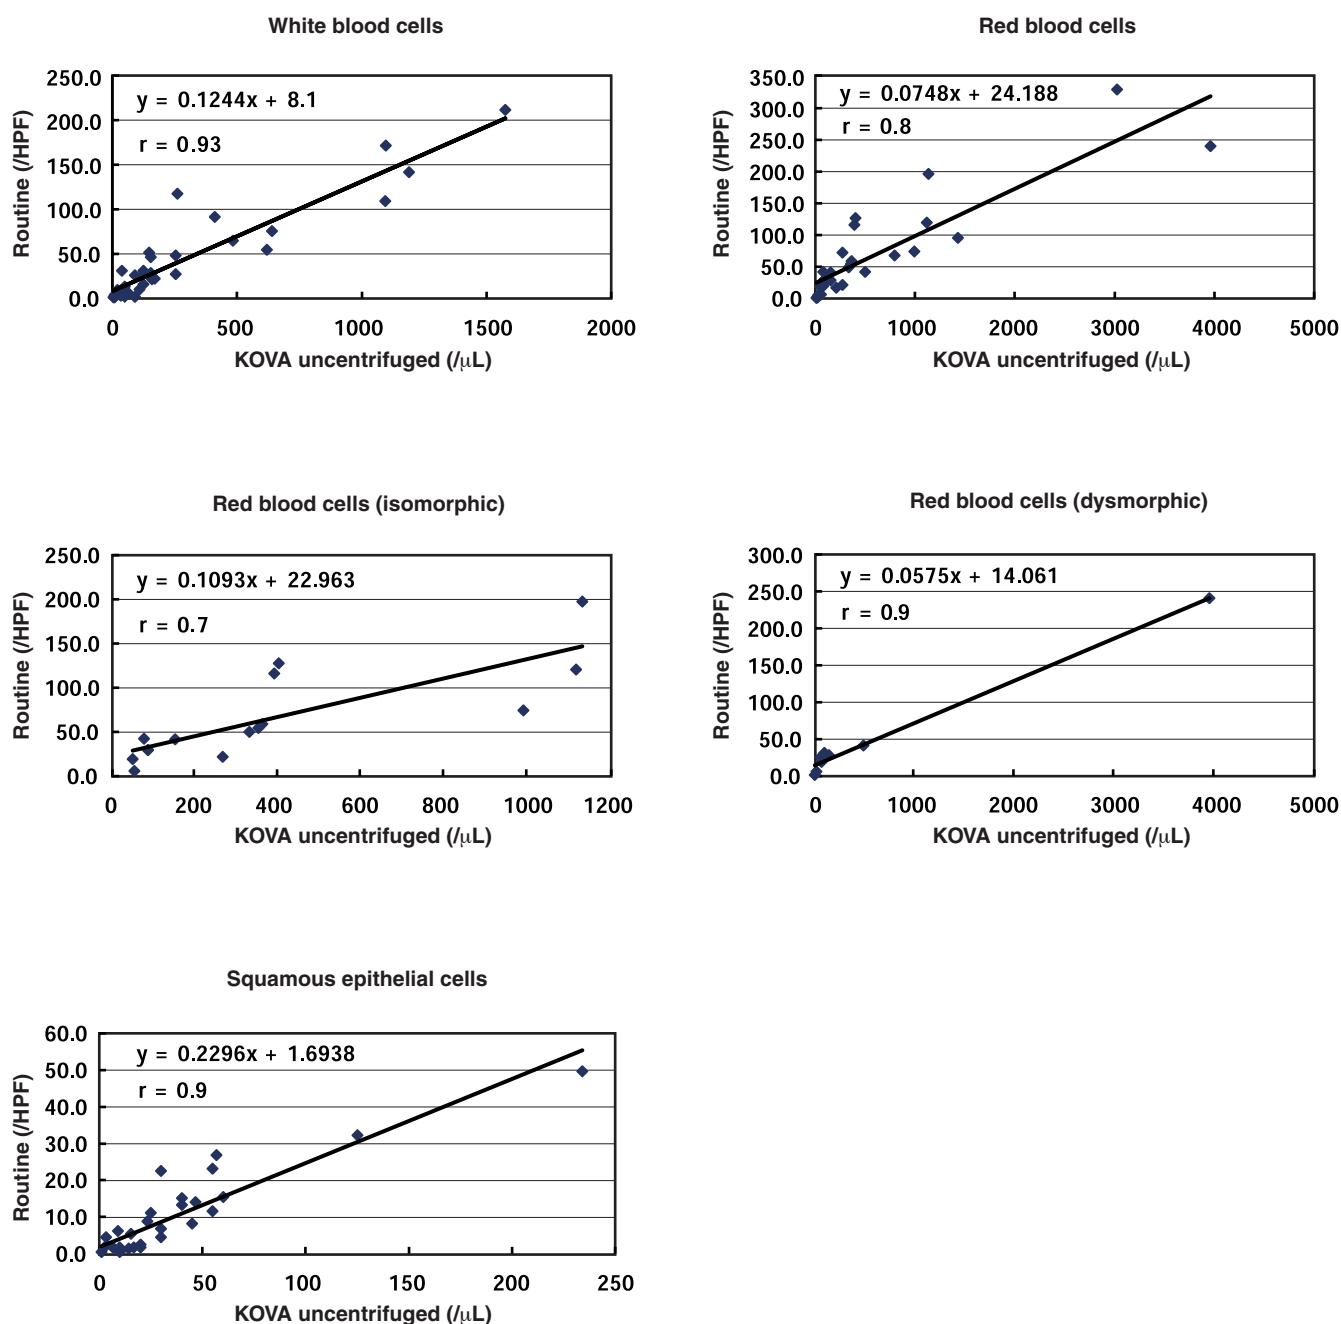 White blood cells
250.0
200.0
150.0
100.0
50.0
0.0
Routine (/HPF)
y = 0.1244x + 8.1
r = 0.93
0 500 1000 1500 2000
KOVA uncentrifuged (/μL)
Red blood cells
350.0
300.0
250.0
200.0
150.0
100.0
50.0
0.0
Routine (/HPF)
y = 0.0748x + 24.188
r = 0.8
0 1000 2000 3000 4000 5000
KOVA uncentrifuged (/μL)
Red blood cells (isomorphic)
250.0
200.0
150.0
100.0
50.0
0.0
Routine (/HPF)
y = 0.1093x + 22.963
r = 0.7
0 200 400 600 800 1000 1200
KOVA uncentrifuged (/μL)
Red blood cells (dysmorphic)
300.0
250.0
200.0
150.0
100.0
50.0
0.0
Routine (/HPF)
y = 0.0575x + 14.061
r = 0.9
0 1000 2000 3000 4000 5000
KOVA uncentrifuged (/μL)
Squamous epithelial cells
60.0
50.0
40.0
30.0
20.0
10.0
0.0
Routine (/HPF)
y = 0.2296x + 1.6938
r = 0.9
0 50 100 150 200 250
KOVA uncentrifuged (/μL)